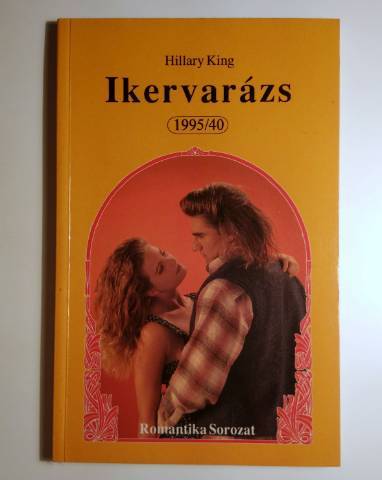 Hillary King
Ikervarázs
1995/40
Romantika Sorozat